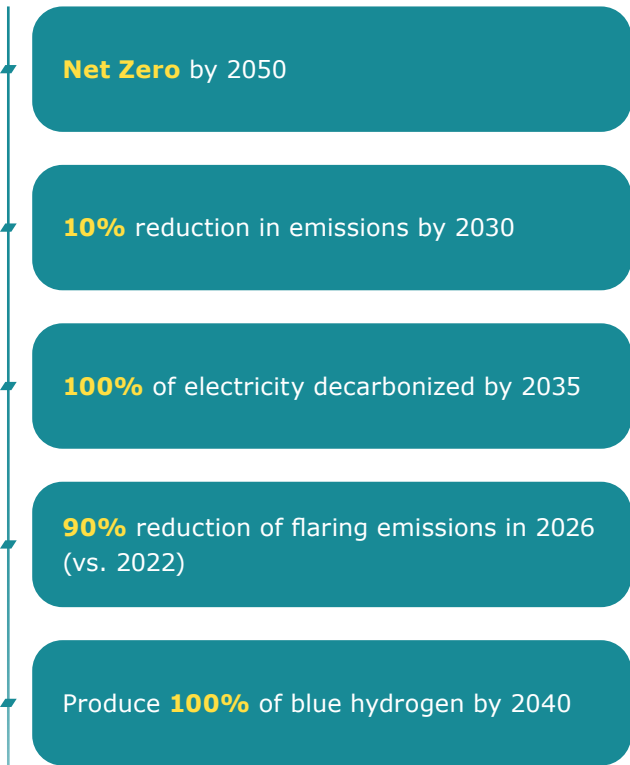 Net Zero by 2050
10% reduction in emissions by 2030
100% of electricity decarbonized by 2035
90% reduction of flaring emissions in 2026
(vs. 2022)
Produce 100% of blue hydrogen by 2040